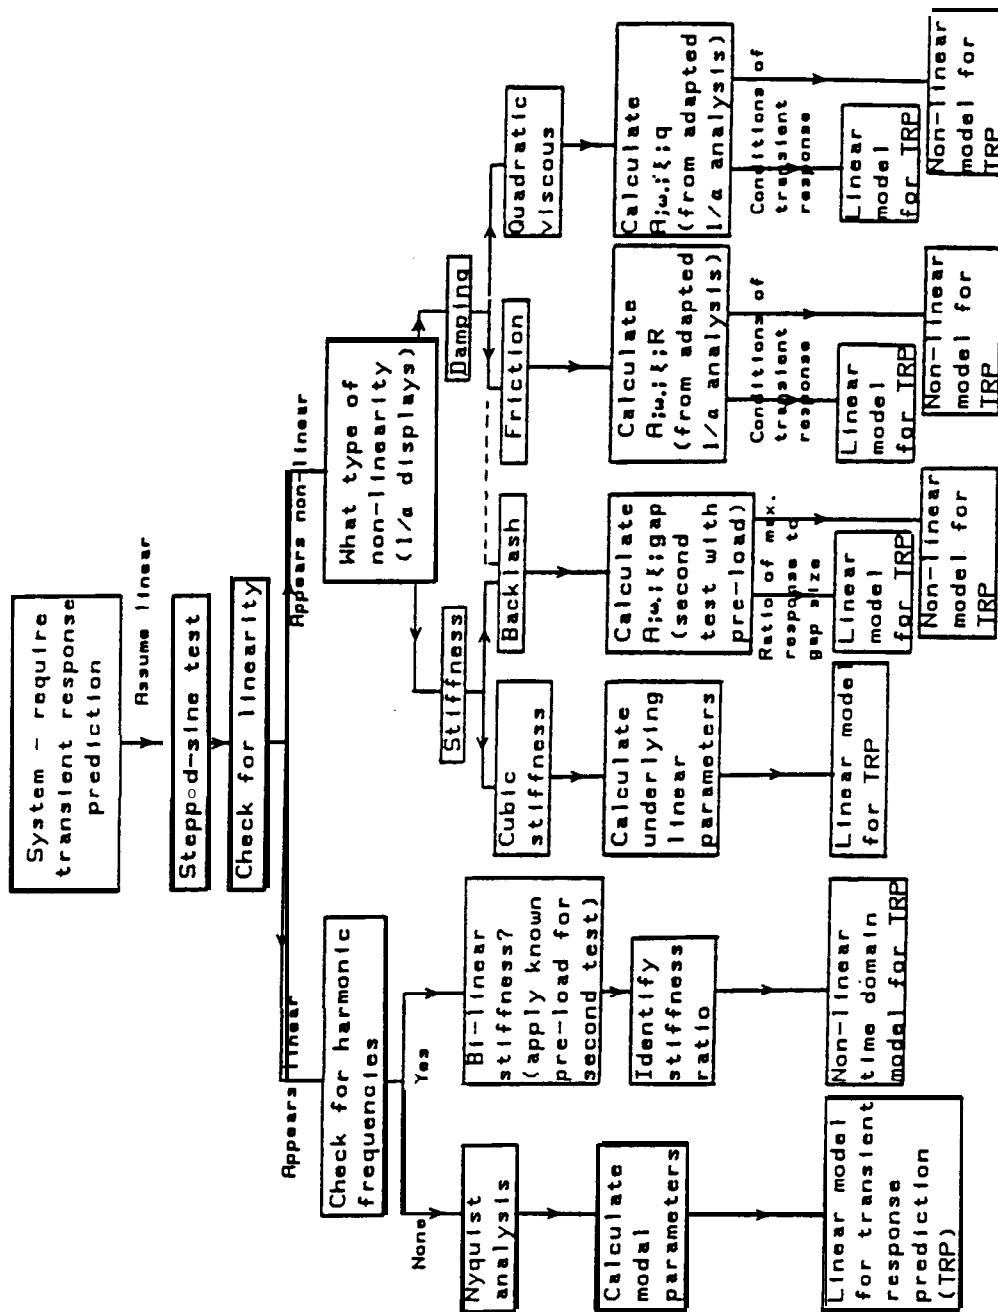 System - require
transient response
prediction
Assume linear
Steppod-sine test
Check for linearity
Appears linear
Appears non-linear
Check for harmonic
frequencies
What type of
non-linearity
(1/α displays)
None
Yes
Stiffness
Damping
Nyquist
analysis
Bi-linear
stiffness?
(apply known
pre-load for
second test)
Cubic
stiffness
Backlash
Friction
Quadratic
viscous
Calculate
modal
parameters
Identify
stiffness
ratio
Calculate
underlying
linear
parameters
Calculate
A;ω.;ξ;gap
(second
test with
pre-load)
Calculate
A;ω.;ξ;R
(from adapted
1/α analysis)
Calculate
A;ω.;ξ;q
(from adapted
1/α analysis)
Ratio of max.
response to
gap size
Conditions of
transient
response
Conditions of
transient
response
Linear model
for transient
response
prediction
(TRP)
Non-linear
time domain
model for TRP
Linear model
for TRP
Linear
model
for TRP
Non-linear
model for
TRP
Linear
model
for TRP
Non-linear
model for
TRP
Linear
model
for TRP
Non-linear
model for
TRP